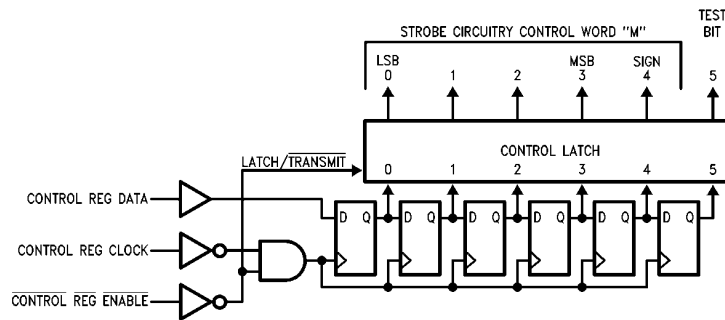 STROBE CIRCUITRY CONTROL WORD "M"
TEST
BIT
LSB
MSB
SIGN
0 1 2 3 4 5
LATCH/TRANSMIT
CONTROL LATCH
0 1 2 3 4 5
CONTROL REG DATA
D Q D Q D Q D Q D Q D Q
CONTROL REG CLOCK
CONTROL REG ENABLE